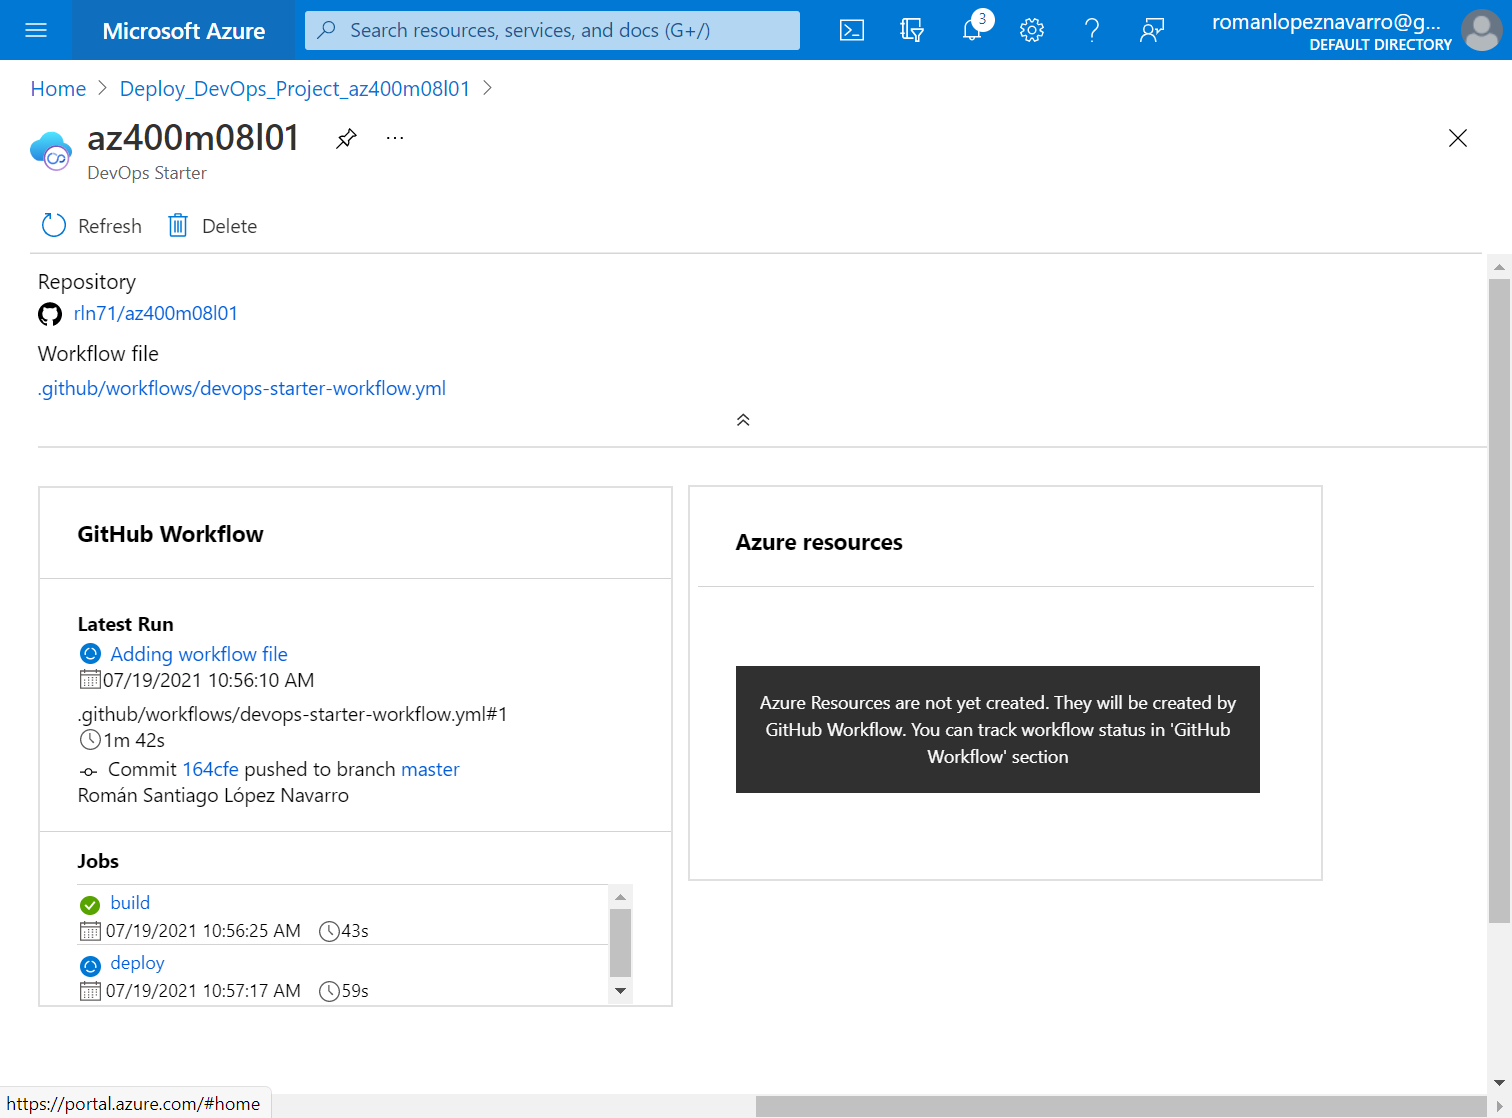 Microsoft Azure
Search resources, services, and docs (G+/)
3
romanlopeznavarro@g...
DEFAULT DIRECTORY
Home > Deploy_DevOps_Project_az400m08l01 >
az400m08l01
...
DevOps Starter
Refresh
Delete
Repository
rln71/az400m08l01
Workflow file
.github/workflows/devops-starter-workflow.yml
GitHub Workflow
Latest Run
Adding workflow file
07/19/2021 10:56:10 AM
.github/workflows/devops-starter-workflow.yml#1
1m 42s
Commit 164cfe pushed to branch master
Román Santiago López Navarro
Jobs
build
07/19/2021 10:56:25 AM 43s
deploy
07/19/2021 10:57:17 AM 59s
Azure resources
Azure Resources are not yet created. They will be created by
GitHub Workflow. You can track workflow status in 'GitHub
Workflow' section
https://portal.azure.com/#home